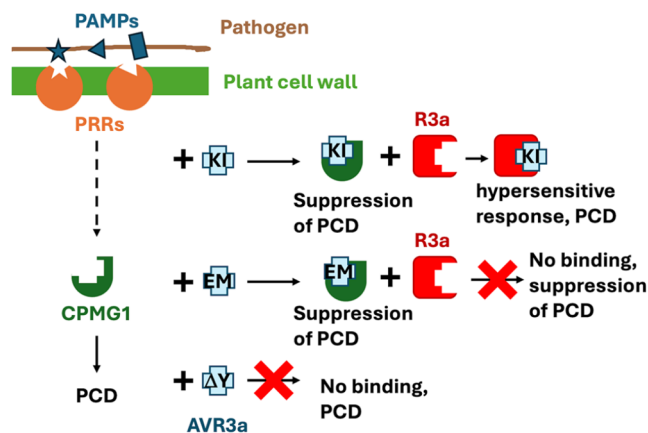 PAMPs
Pathogen
Plant cell wall
PRRs
R3a
+ KI
KI +
KI
Suppression
of PCD
hypersensitive
response, PCD
R3a
CPMG1
+ EM
EM +
No binding,
suppression
of PCD
Suppression
of PCD
PCD
+ ΔY
No binding,
PCD
AVR3a